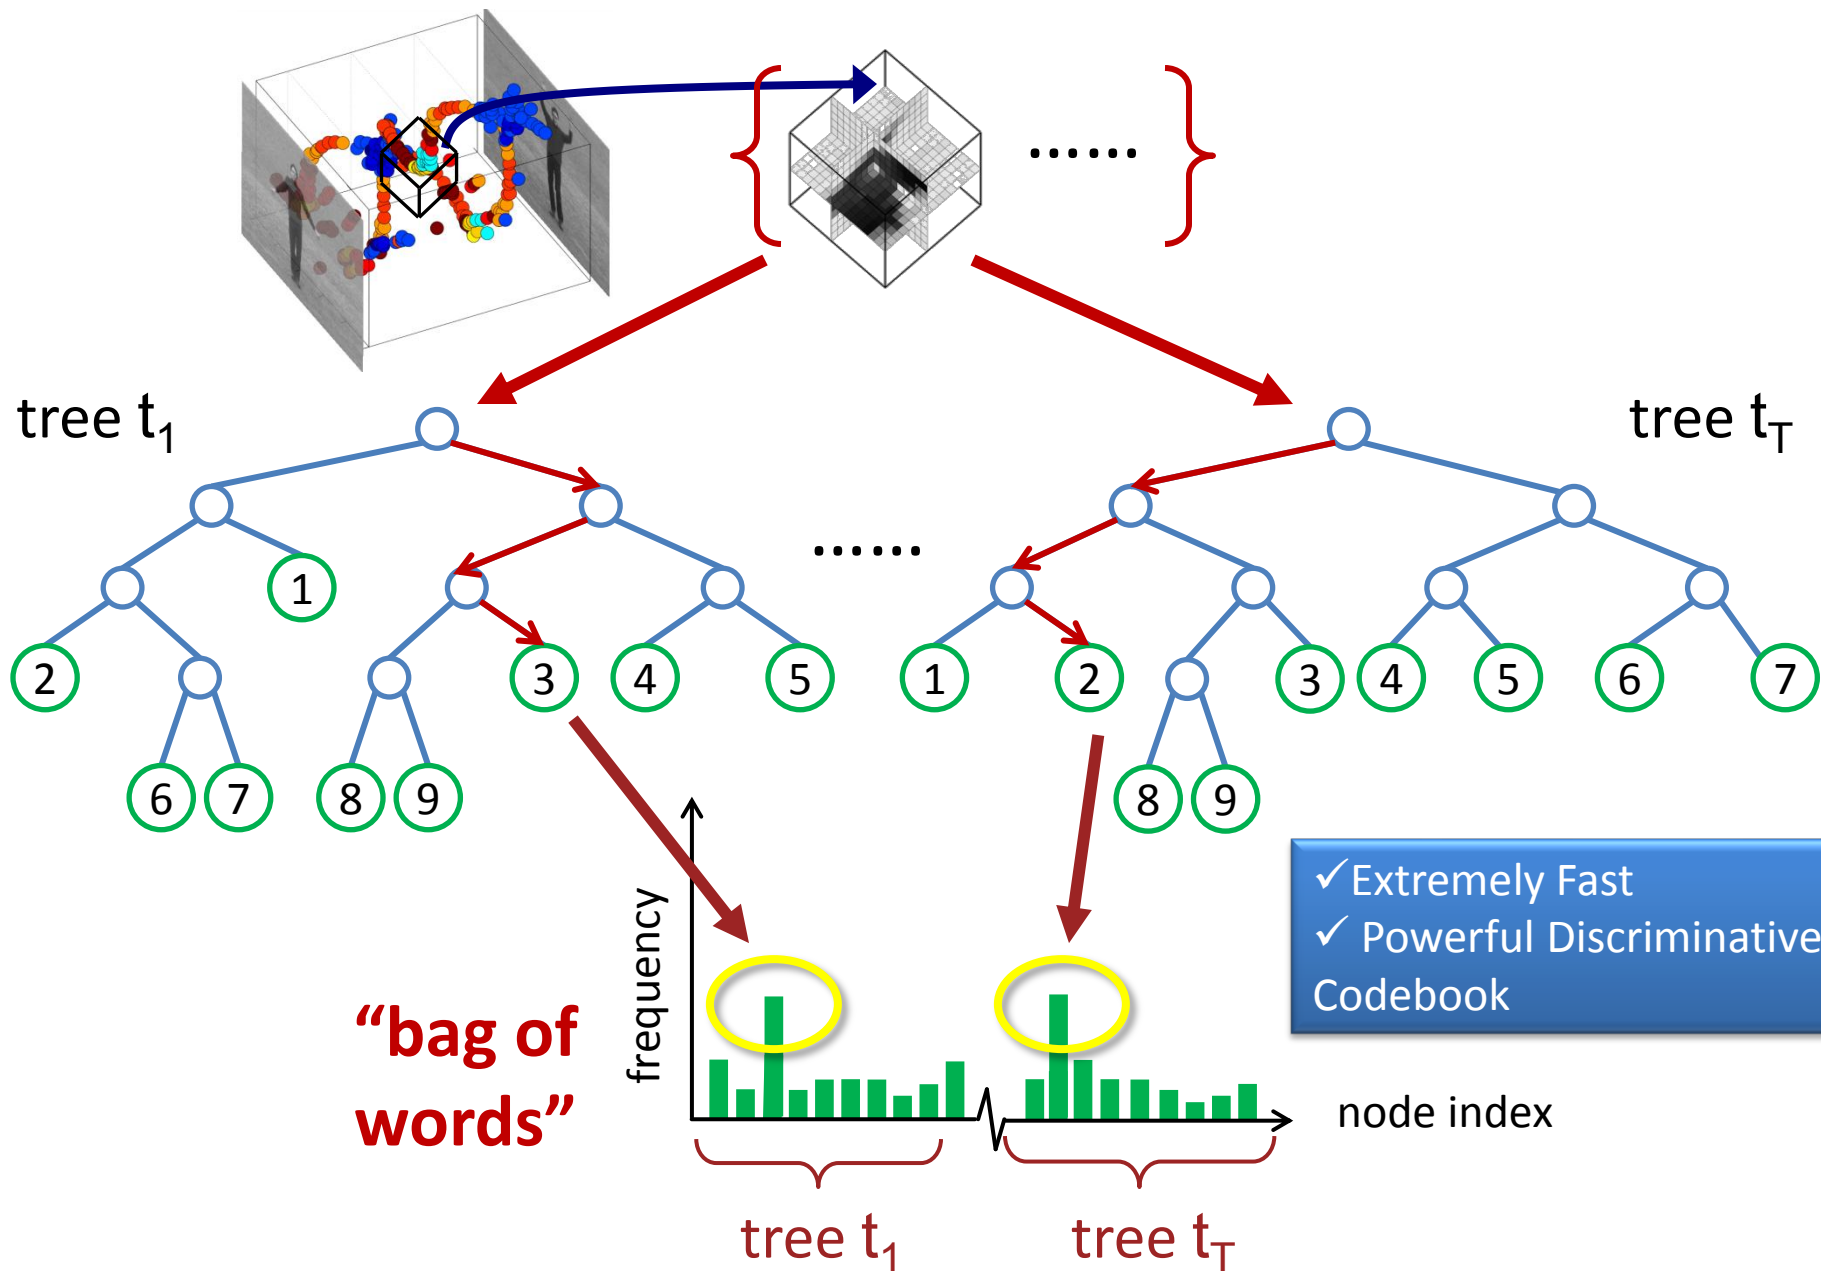 tree t1
tree tT
......
......
1
2
3
4
5
6
7
8
9
1
2
3
4
5
6
7
8
9
✓Extremely Fast
✓ Powerful Discriminative
Codebook
“bag of
words”
frequency
node index
tree t1
tree tT